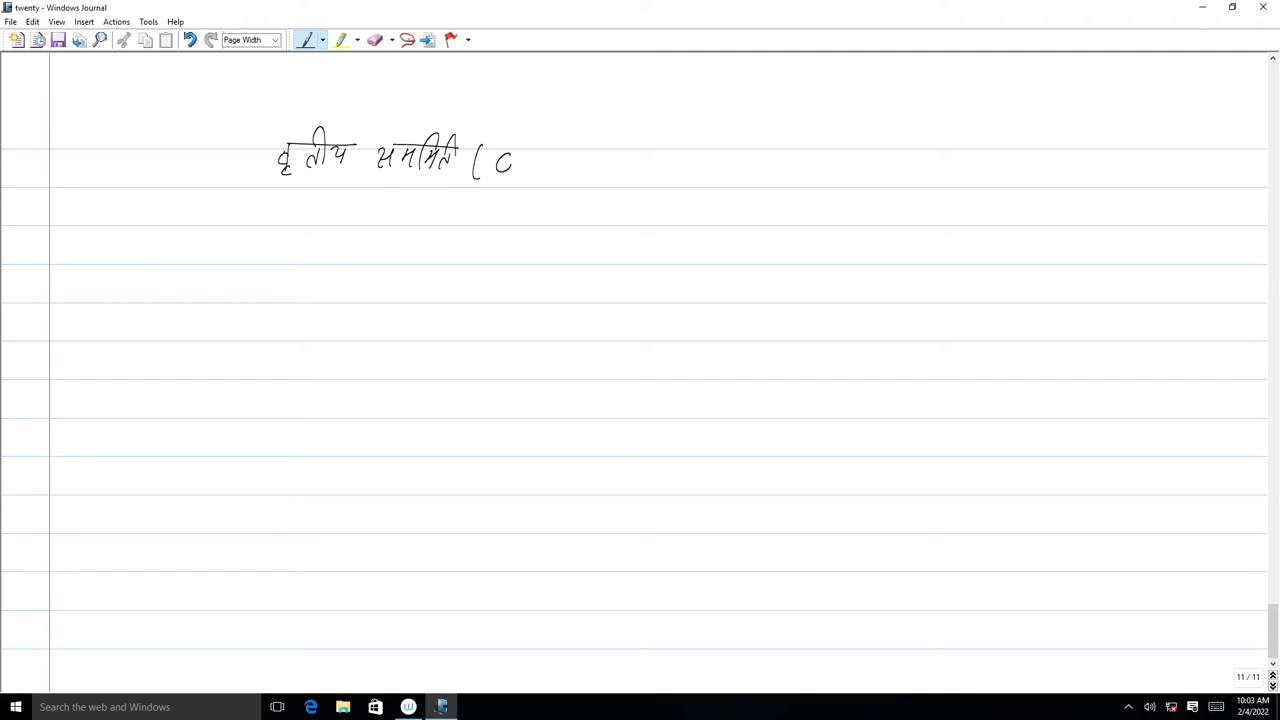 twenty - Windows Journal
File Edit View Insert Actions Tools Help
Page Width
वृतीय सममिति ( C
11 / 11
Search the web and Windows
10:03 AM
2/4/2022